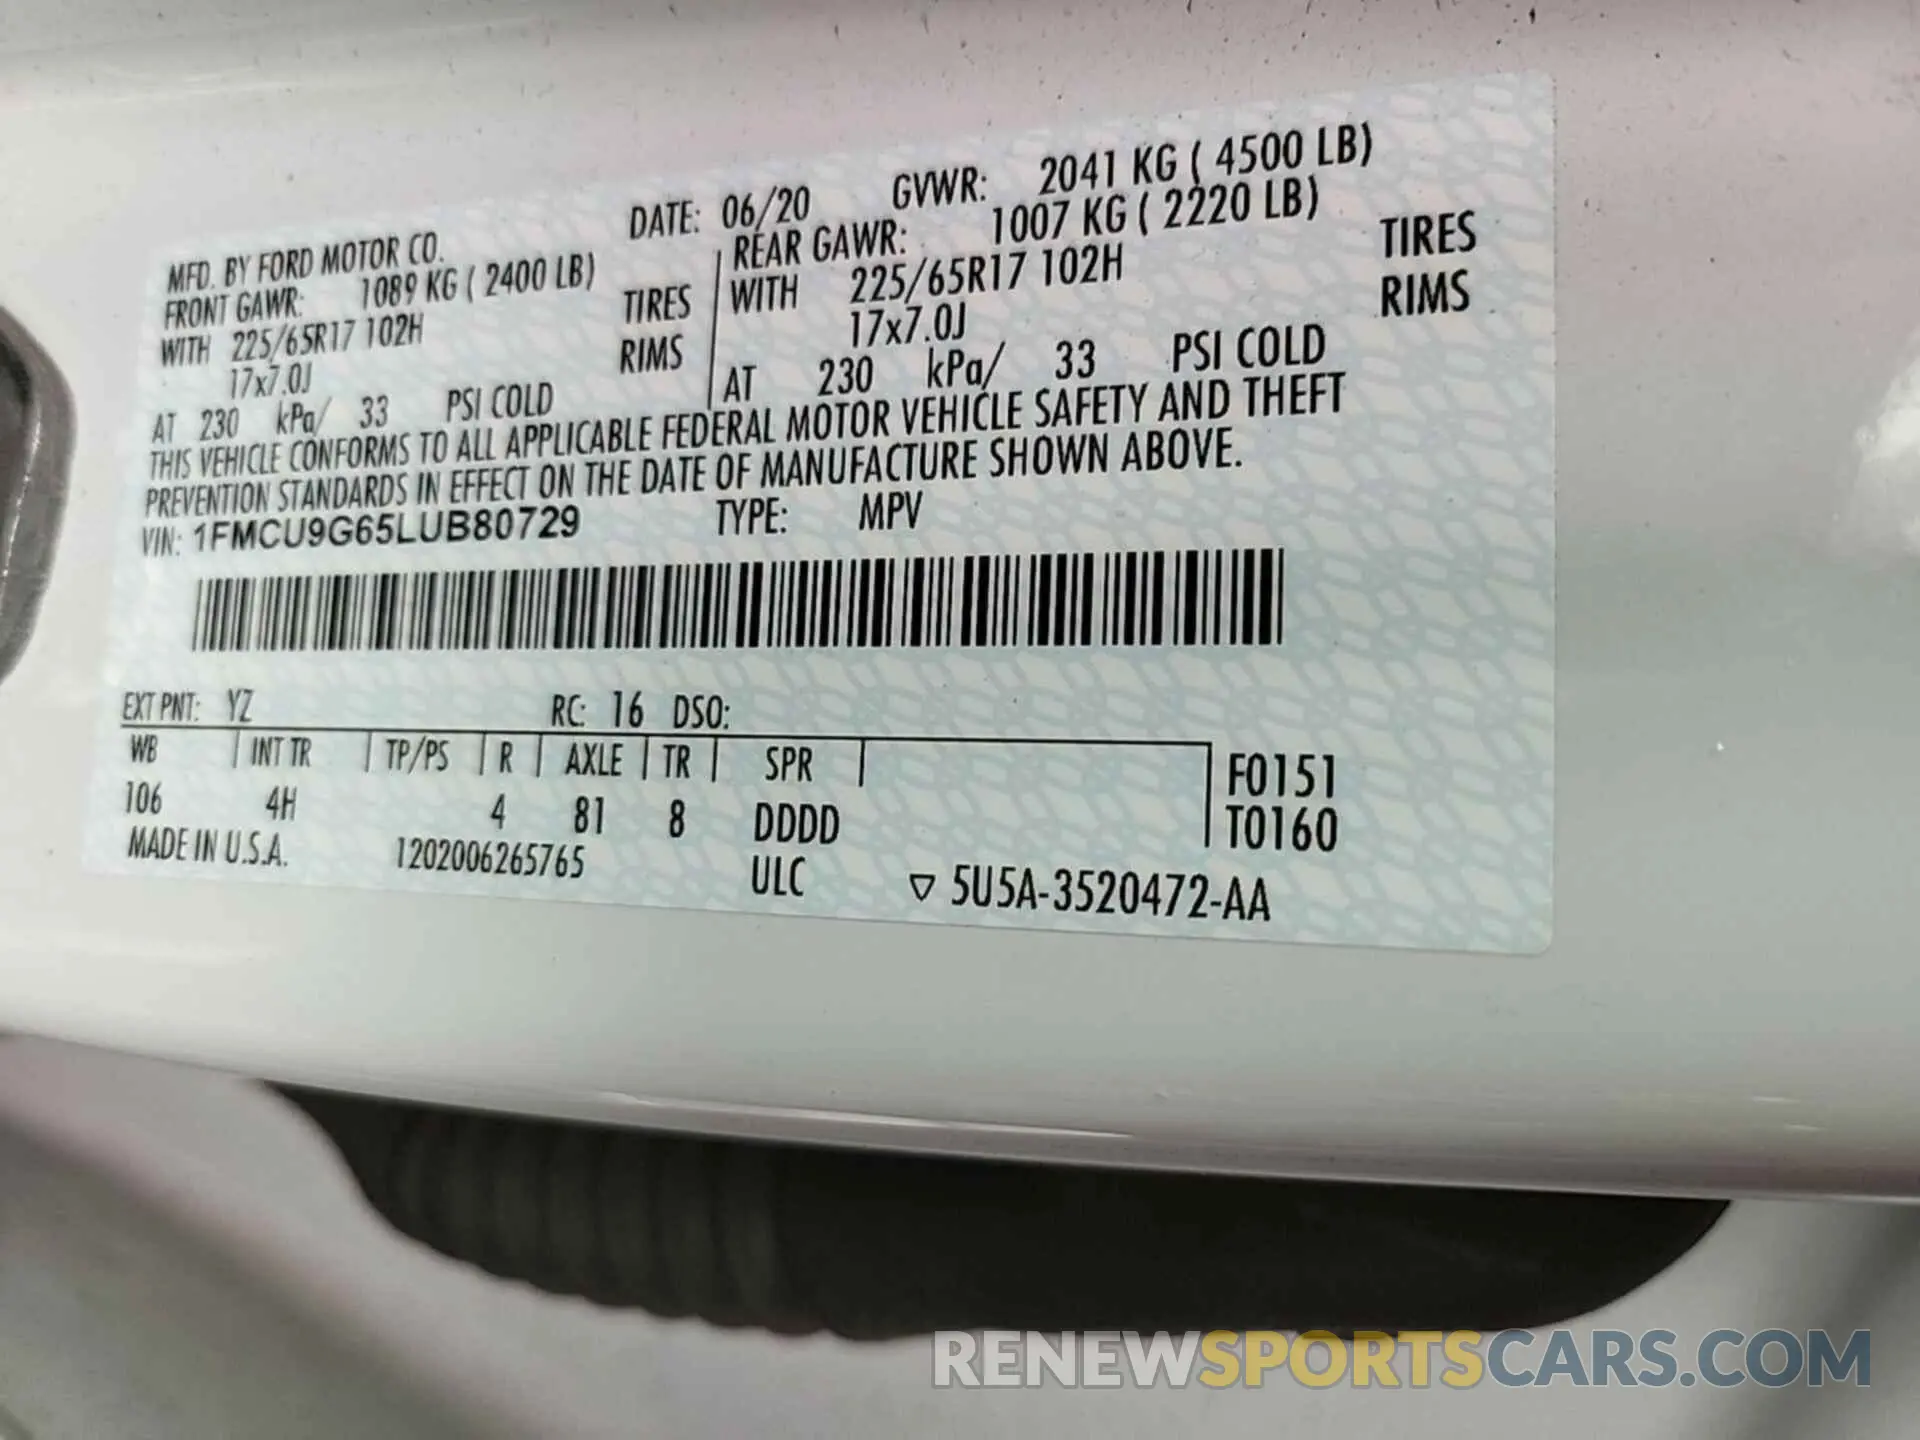 MFD. BY FORD MOTOR CO. DATE: 06/20 GVWR: 2041 KG ( 4500 LB)
FRONT GAWR: 1089 KG ( 2400 LB) REAR GAWR: 1007 KG ( 2220 LB)
WITH 225/65R17 102H TIRES WITH 225/65R17 102H TIRES
17x7.0J RIMS 17x7.0J RIMS
AT 230 kPa/ 33 PSI COLD AT 230 kPa/ 33 PSI COLD
THIS VEHICLE CONFORMS TO ALL APPLICABLE FEDERAL MOTOR VEHICLE SAFETY AND THEFT
PREVENTION STANDARDS IN EFFECT ON THE DATE OF MANUFACTURE SHOWN ABOVE.
VIN: 1FMCU9G65LUB80729 TYPE: MPV
EXT PNT: YZ RC: 16 DSO:
WB INT TR TP/PS R AXLE TR SPR F0151
106 4H 4 81 8 DDDD T0160
MADE IN U.S.A. 1202006265765 ULC ▽ 5U5A-3520472-AA
RENEWSPORTSCARS.COM